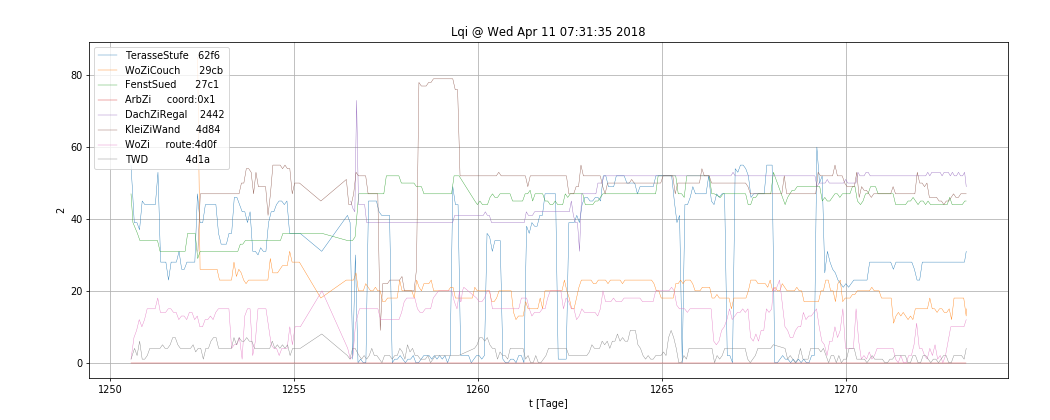 Lqi @ Wed Apr 11 07:31:35 2018
TerasseStufe 62f6
WoZiCouch 29cb
FenstSued 27c1
ArbZi coord:0x1
DachZiRegal 2442
KleiZiWand 4d84
WoZi route:4d0f
TWD 4d1a
80
60
40
20
0
2
1250 1255 1260 1265 1270
t [Tage]